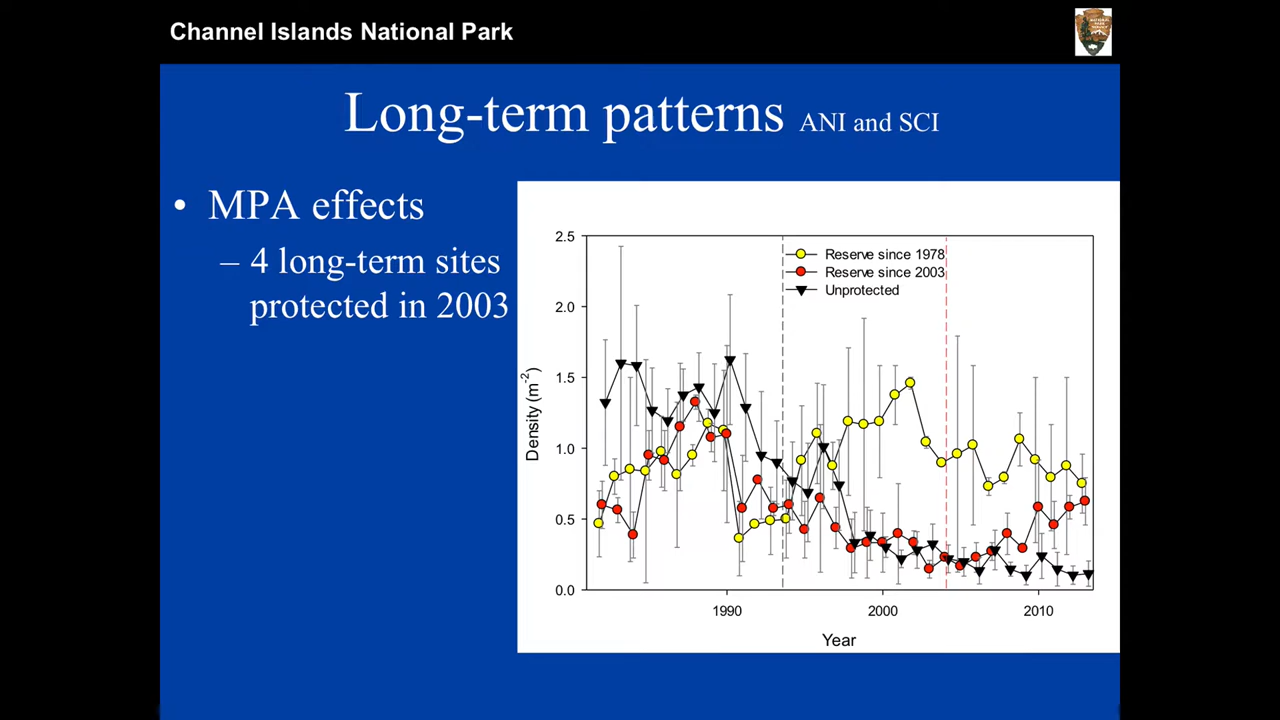 Channel Islands National Park
Long-term patterns ANI and SCI
• MPA effects
– 4 long-term sites
protected in 2003
Reserve since 1978
Reserve since 2003
Unprotected
2.5
2.0
1.5
1.0
0.5
0.0
Density (m⁻²)
1990
2000
2010
Year